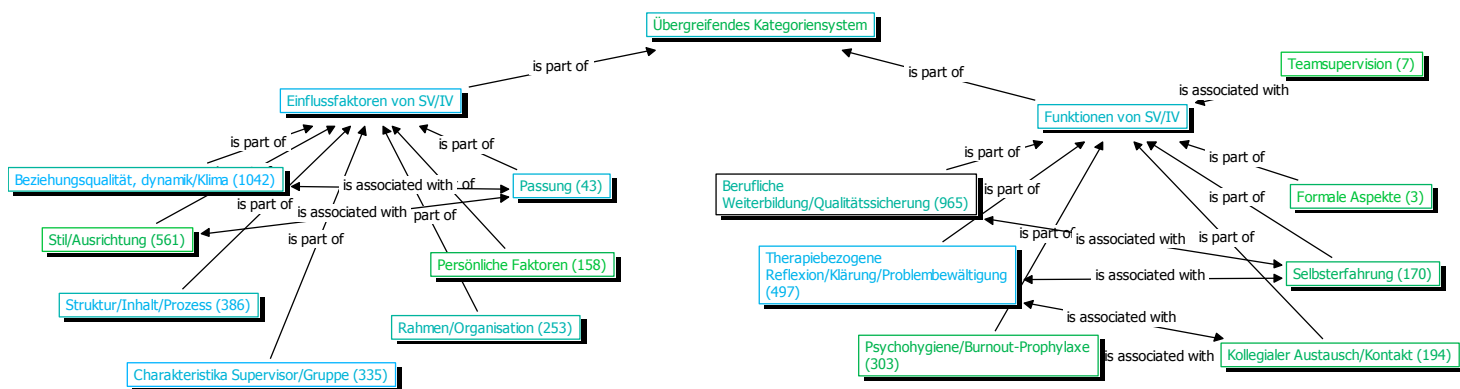 Übergreifendes Kategoriensystem
is part of
is part of
Teamsupervision (7)
is associated with
Einflussfaktoren von SV/IV
Funktionen von SV/IV
is part of
is part of
is part of
is part of
Beziehungsqualität, dynamik/Klima (1042)
is associated with
of
Passung (43)
Berufliche
Weiterbildung/Qualitätssicherung (965)
is part of
Formale Aspekte (3)
is part of
is associated with
part of
Stil/Ausrichtung (561)
is part of
is part of
is associated with
is part of
Persönliche Faktoren (158)
Therapiebezogene
Reflexion/Klärung/Problembewältigung
(497)
is associated with
Selbsterfahrung (170)
Struktur/Inhalt/Prozess (386)
Rahmen/Organisation (253)
is associated with
Psychohygiene/Burnout-Prophylaxe
(303)
is associated with
Kollegialer Austausch/Kontakt (194)
Charakteristika Supervisor/Gruppe (335)